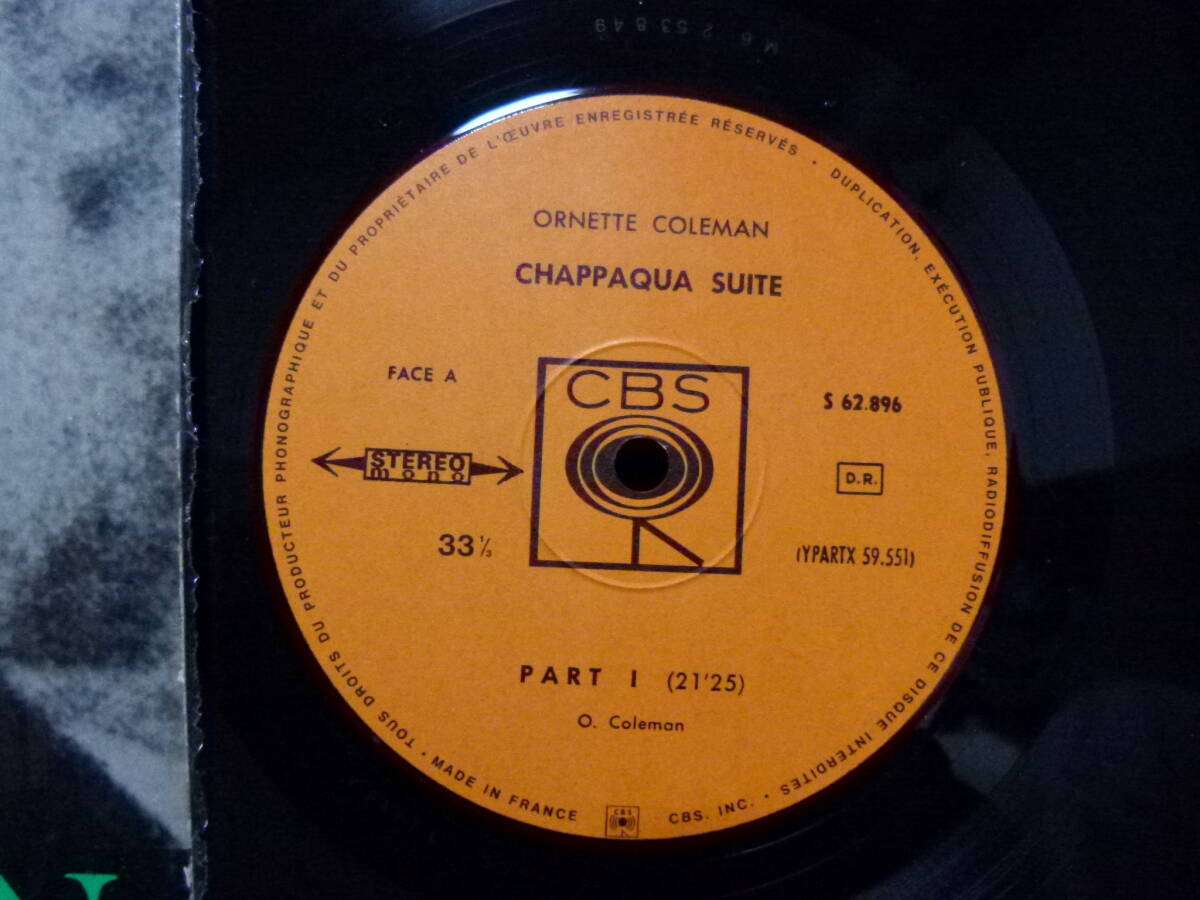 M6 253849
TOUS DROITS DU PRODUCTEUR PHONOGRAPHIQUE ET DU PROPRIÉTAIRE DE L'ŒUVRE ENREGISTRÉE RÉSERVÉS · DUPLICATION, EXÉCUTION PUBLIQUE, RADIODIFFUSION DE CE DISQUE INTERDITES ·
ORNETTE COLEMAN
CHAPPAQUA SUITE
FACE A
CBS
S 62.896
STEREO
mono
D.R.
33 ⅓
(YPARTX 59.551)
PART I (21'25)
O. Coleman
· MADE IN FRANCE
CBS
CBS. INC.
N